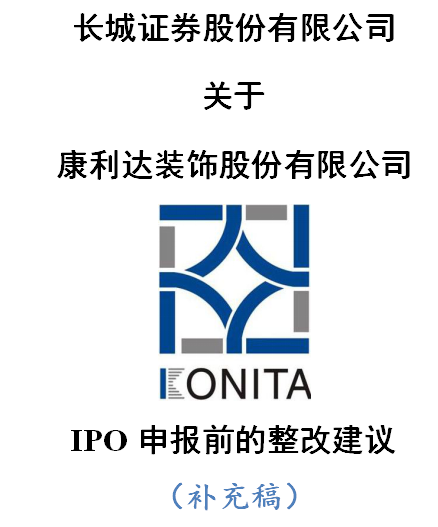 长城证券股份有限公司
关于
康利达装饰股份有限公司
KONITA
IPO 申报前的整改建议
（补充稿）